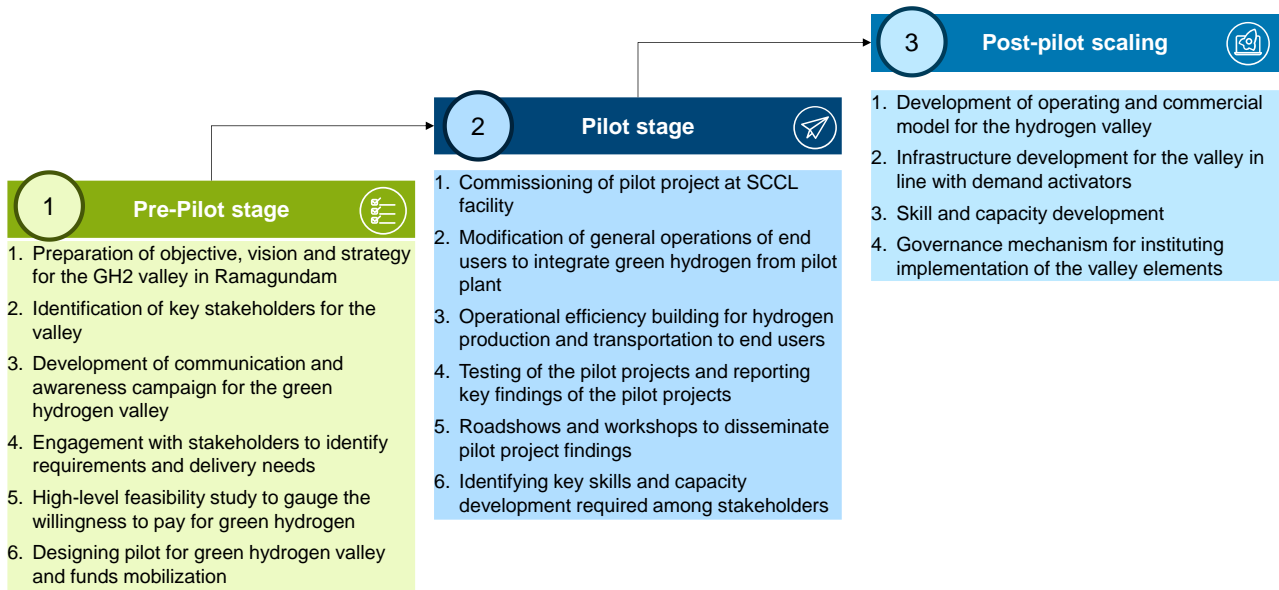 1
Pre-Pilot stage
1. Preparation of objective, vision and strategy
for the GH2 valley in Ramagundam
2. Identification of key stakeholders for the
valley
3. Development of communication and
awareness campaign for the green
hydrogen valley
4. Engagement with stakeholders to identify
requirements and delivery needs
5. High-level feasibility study to gauge the
willingness to pay for green hydrogen
6. Designing pilot for green hydrogen valley
and funds mobilization
2
Pilot stage
1. Commissioning of pilot project at SCCL
facility
2. Modification of general operations of end
users to integrate green hydrogen from pilot
plant
3. Operational efficiency building for hydrogen
production and transportation to end users
4. Testing of the pilot projects and reporting
key findings of the pilot projects
5. Roadshows and workshops to disseminate
pilot project findings
6. Identifying key skills and capacity
development required among stakeholders
3
Post-pilot scaling
1. Development of operating and commercial
model for the hydrogen valley
2. Infrastructure development for the valley in
line with demand activators
3. Skill and capacity development
4. Governance mechanism for instituting
implementation of the valley elements